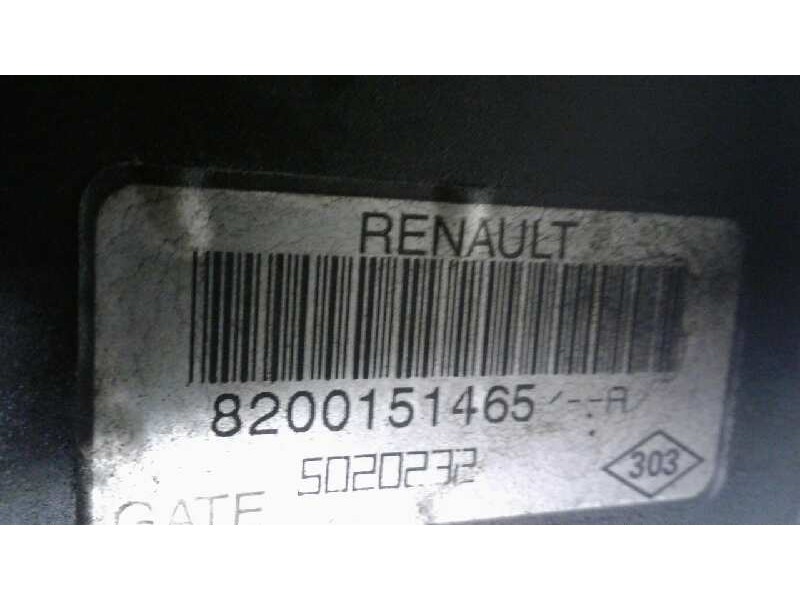 RENAULT
8200151465 /--A
5020232
303
GATE